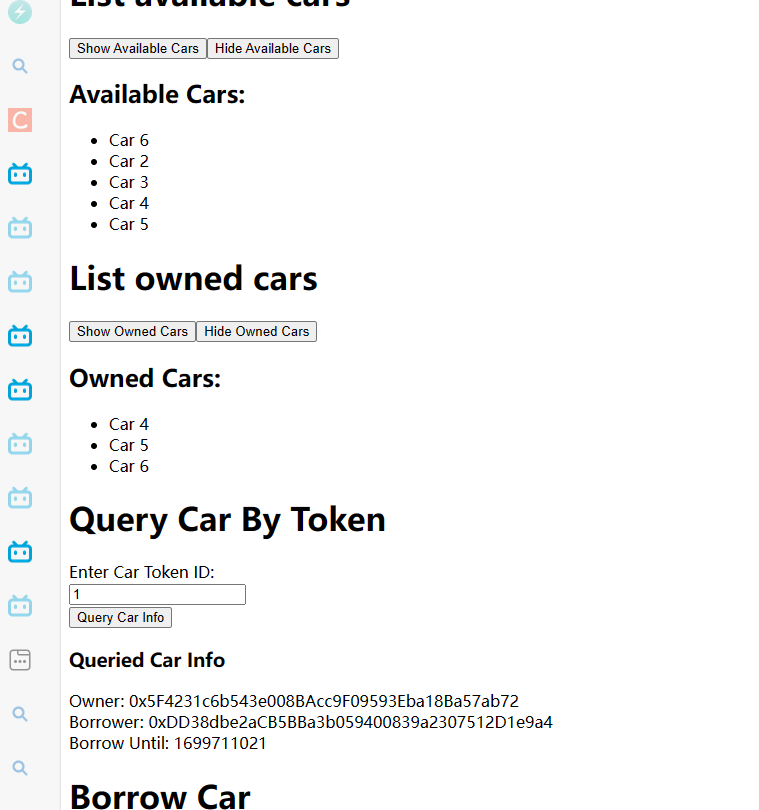 List available cars
Show Available Cars Hide Available Cars
Available Cars:
Car 6
Car 2
Car 3
Car 4
Car 5
List owned cars
Show Owned Cars Hide Owned Cars
Owned Cars:
Car 4
Car 5
Car 6
Query Car By Token
Enter Car Token ID:
1
Query Car Info
Queried Car Info
Owner: 0x5F4231c6b543e008BAcc9F09593Eba18Ba57ab72
Borrower: 0xDD38dbe2aCB5BBa3b059400839a2307512D1e9a4
Borrow Until: 1699711021
Borrow Car